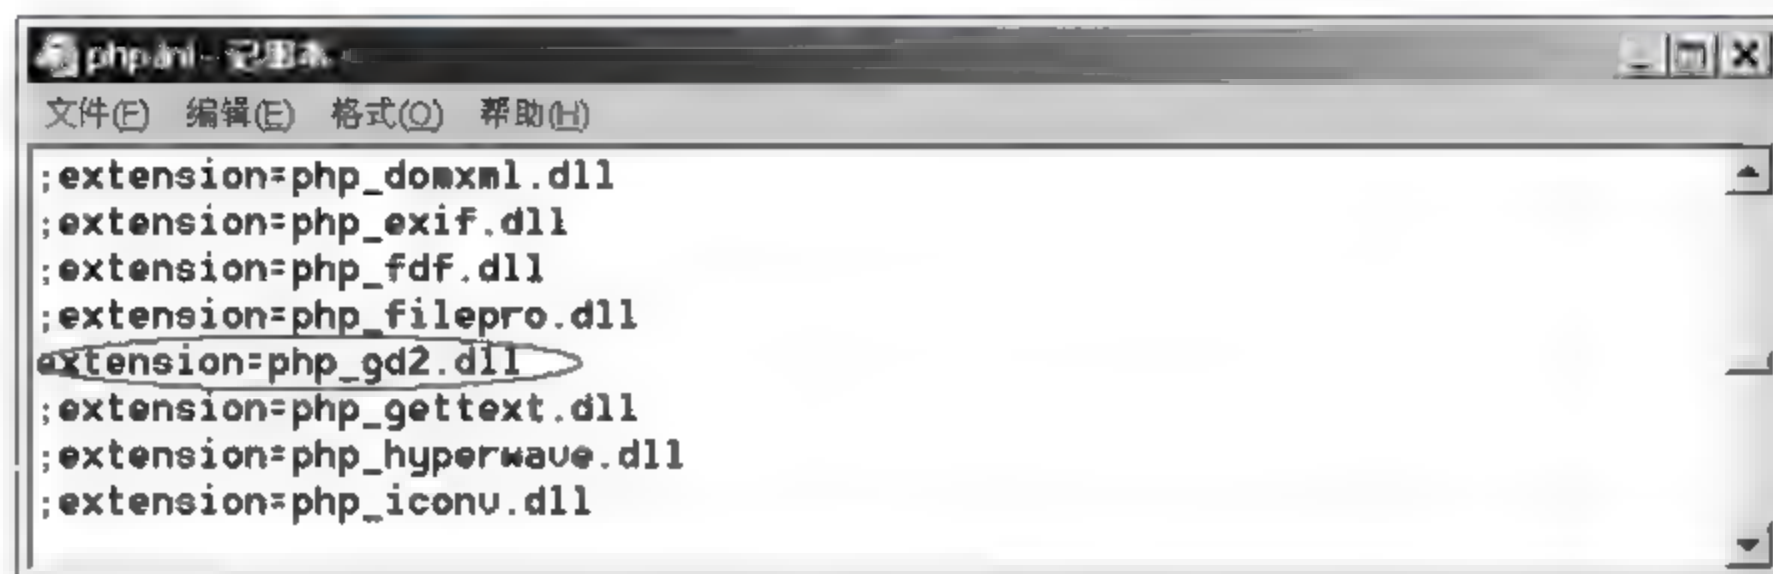 php.ini - 记事本
文件(F) 编辑(E) 格式(O) 帮助(H)
;extension=php_domxml.dll
;extension=php_exif.dll
;extension=php_fdf.dll
;extension=php_filepro.dll
extension=php_gd2.dll
;extension=php_gettext.dll
;extension=php_hyperwave.dll
;extension=php_iconv.dll